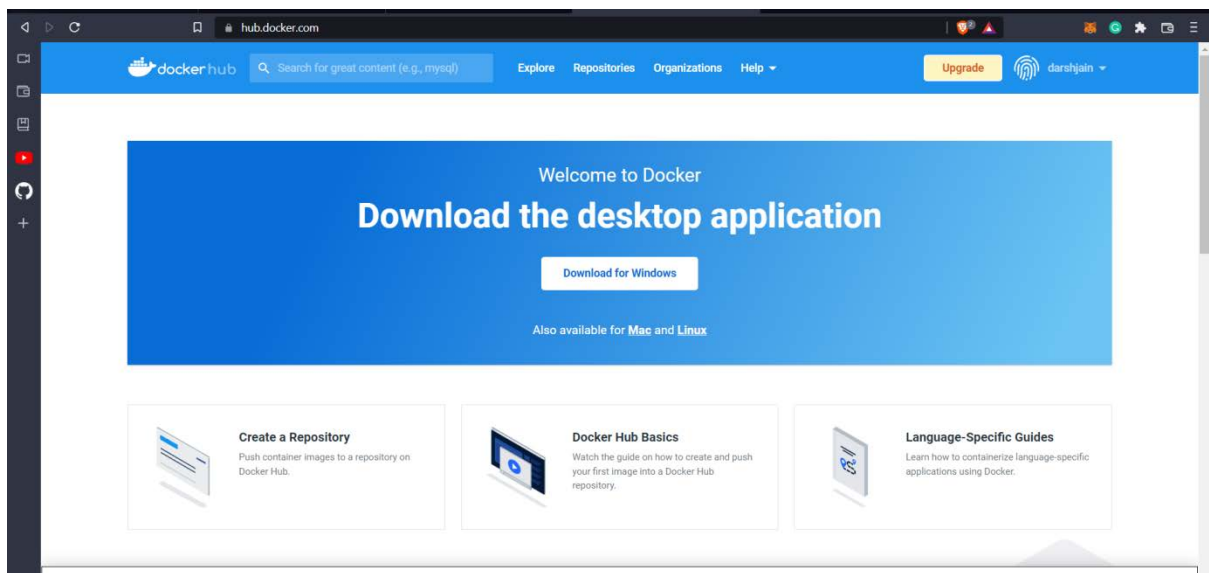 hub.docker.com
2
dockerhub
Search for great content (e.g., mysql)
Explore
Repositories
Organizations
Help
Upgrade
darshjain
Welcome to Docker
Download the desktop application
Download for Windows
Also available for Mac and Linux
Create a Repository
Push container images to a repository on
Docker Hub.
Docker Hub Basics
Watch the guide on how to create and push
your first image into a Docker Hub
repository.
Language-Specific Guides
Learn how to containerize language-specific
applications using Docker.